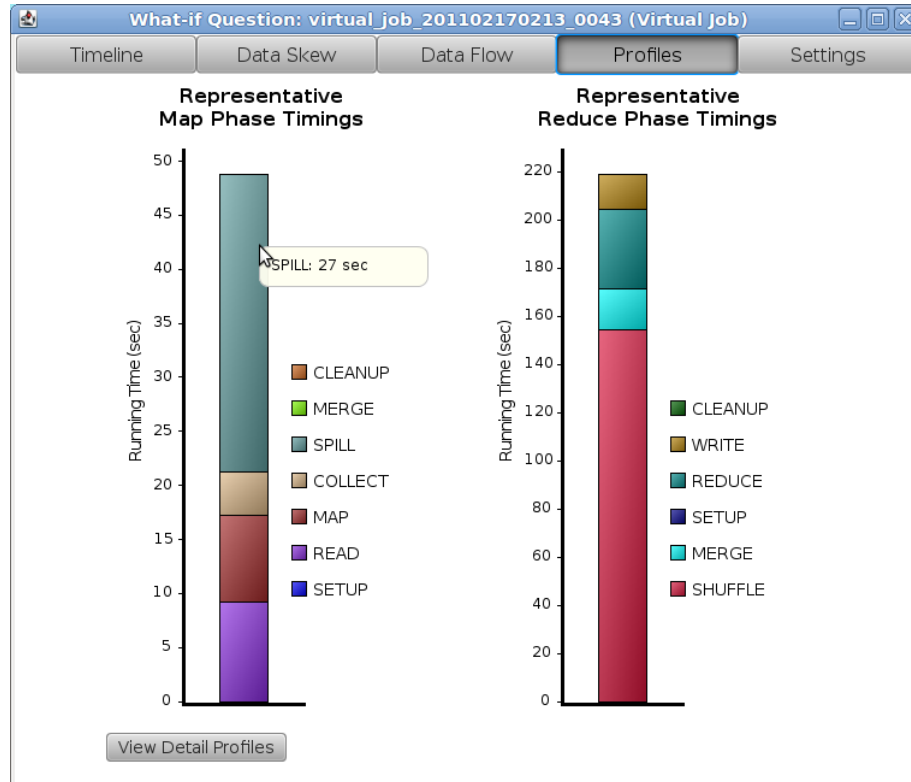 What-if Question: virtual_job_201102170213_0043 (Virtual Job)
Timeline
Data Skew
Data Flow
Profiles
Settings
Representative
Map Phase Timings
50
45
40
35
30
25
20
15
10
5
0
Running Time (sec)
SPILL: 27 sec
CLEANUP
MERGE
SPILL
COLLECT
MAP
READ
SETUP
Representative
Reduce Phase Timings
220
200
180
160
140
120
100
80
60
40
20
0
Running Time (sec)
CLEANUP
WRITE
REDUCE
SETUP
MERGE
SHUFFLE
View Detail Profiles